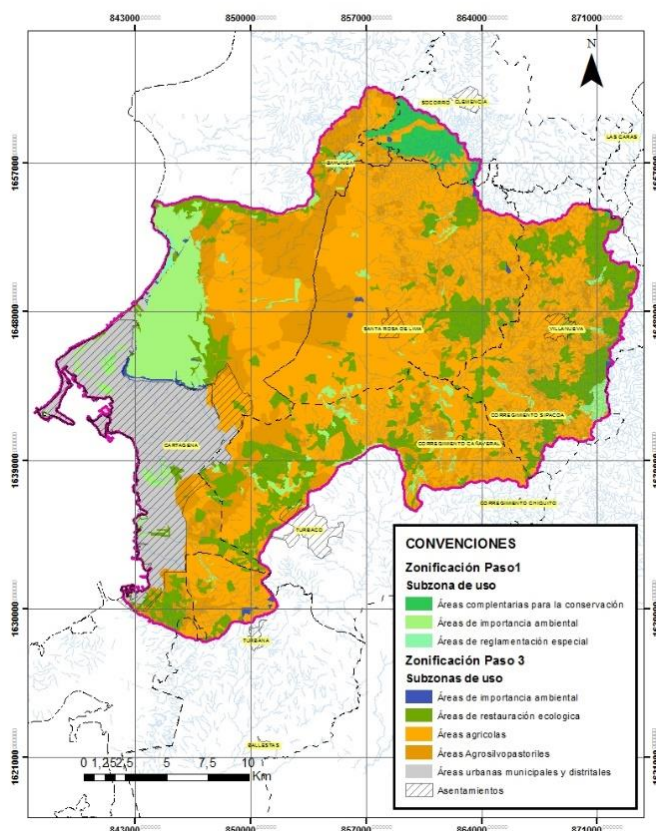 843000 850000 857000 864000 871000
N
SOCORRO CLEMENCIA
LAS CARAS
1657000 1657000
1648000
SANTA ROSA DE LIMA VILLANUEVA
CORREGIMIENTO SIPACOA
CARTAGENA CORREGIMIENTO CAÑAVERAL
1639000
CORREGIMIENTO CHIQUITO
TURBACO
1630000
TURBANA
BALLESTAS
1621000
CONVENCIONES
Zonificación Paso1
Subzona de uso
Áreas complentarias para la conservación
Áreas de importancia ambiental
Áreas de reglamentación especial
Zonificación Paso 3
Subzonas de uso
Áreas de importancia ambiental
Áreas de restauración ecologica
Áreas agricolas
Áreas Agrosilvopastoriles
Áreas urbanas municipales y distritales
Asentamientos
0 1,25 2,5 5 7,5 10
Km
843000 850000 857000 864000 871000